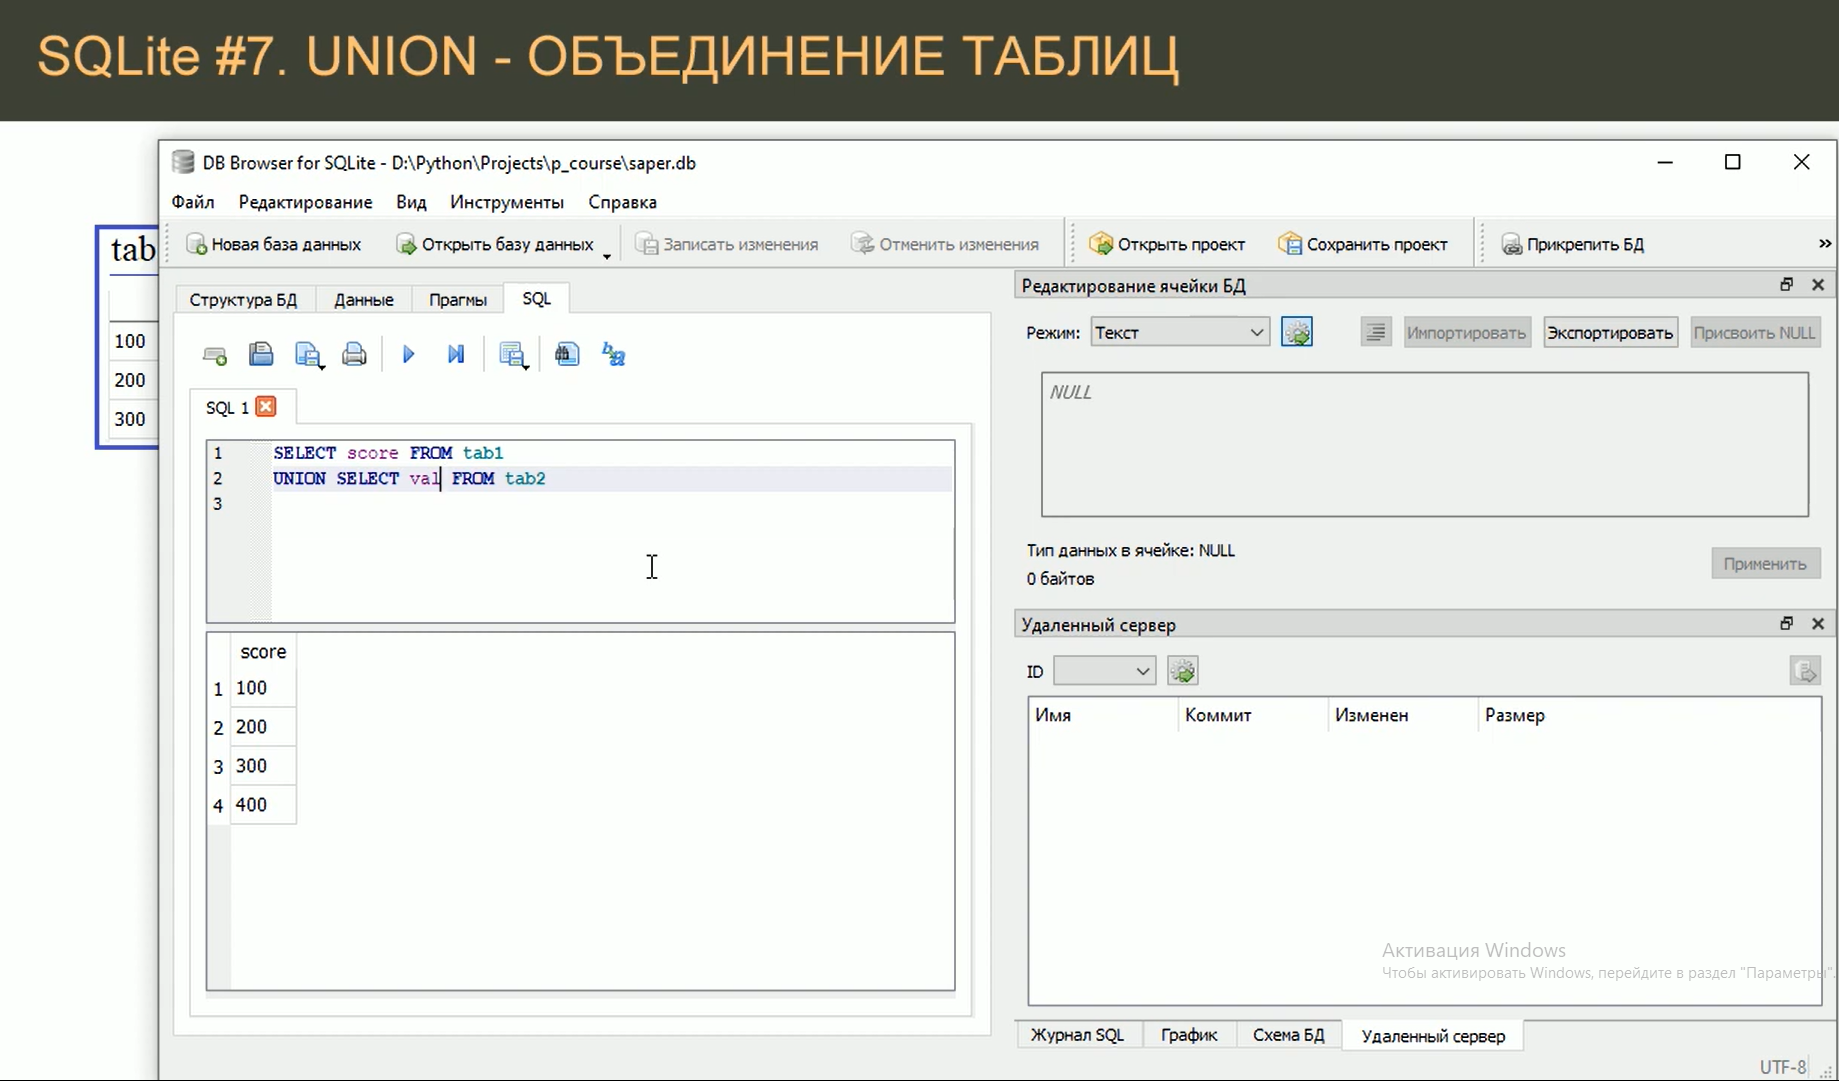 SQLite #7. UNION - ОБЪЕДИНЕНИЕ ТАБЛИЦ
DB Browser for SQLite - D:\Python\Projects\p_course\saper.db
Файл Редактирование Вид Инструменты Справка
Новая база данных Открыть базу данных Записать изменения Отменить изменения Открыть проект Сохранить проект Прикрепить БД »
tab
100
200
300
Структура БД Данные Прагмы SQL
SQL 1
1 SELECT score FROM tab1
2 UNION SELECT val FROM tab2
3
score
1 100
2 200
3 300
4 400
Редактирование ячейки БД
Режим: Текст Импортировать Экспортировать Присвоить NULL
NULL
Тип данных в ячейке: NULL
0 байтов
Применить
Удаленный сервер
ID
Имя Коммит Изменен Размер
Активация Windows
Чтобы активировать Windows, перейдите в раздел "Параметры".
Журнал SQL График Схема БД Удаленный сервер
UTF-8